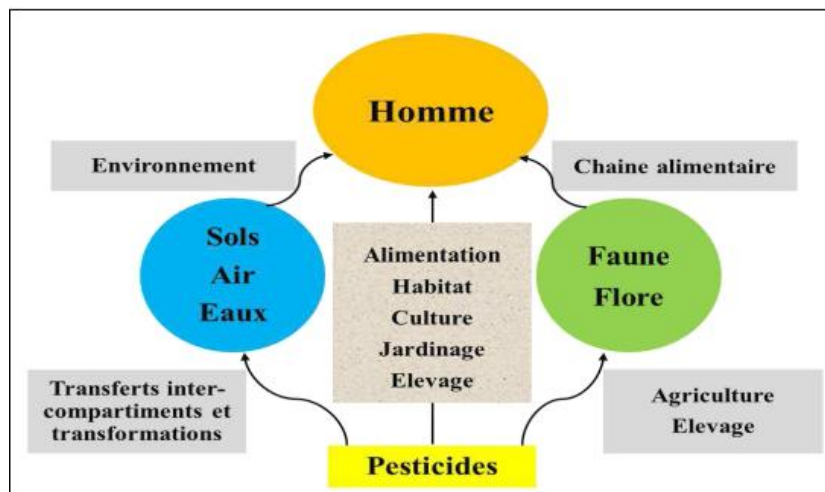 Homme
Environnement
Chaine alimentaire
Sols
Air
Eaux
Alimentation
Habitat
Culture
Jardinage
Elevage
Faune
Flore
Transferts inter-
compartiments et
transformations
Agriculture
Elevage
Pesticides